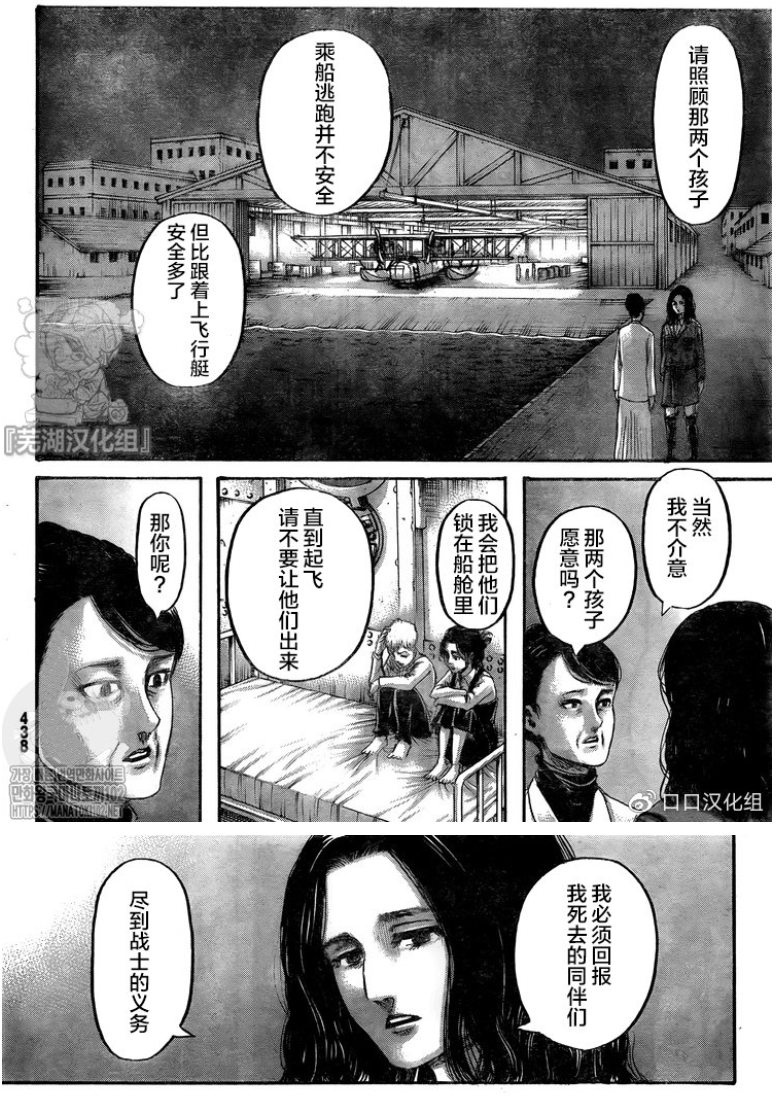 请照顾那两个孩子
乘船逃跑并不安全
但比跟着上飞行艇
安全多了
『芜湖汉化组』
当然
我不介意
那两个孩子
愿意吗？
我会把他们
锁在船舱里
直到起飞
请不要让他们出来
那你呢？
438
만화
HTTPS://MANATOKI102.NET
口口汉化组
我必须回报
我死去的同伴们
尽到战士的义务